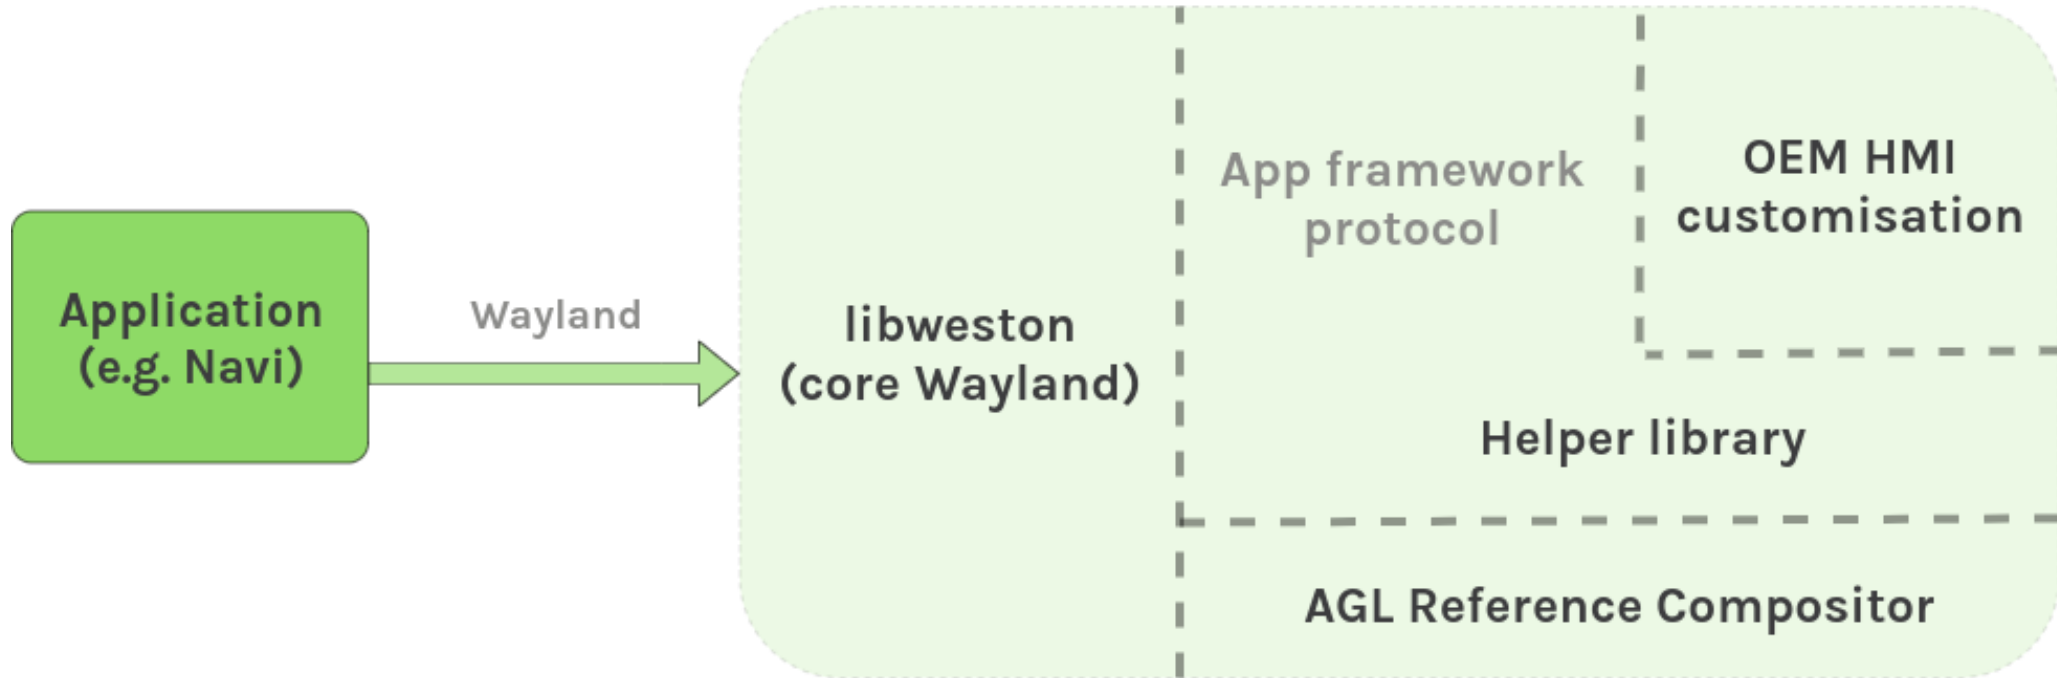 Application
(e.g. Navi)
Wayland
libweston
(core Wayland)
App framework
protocol
OEM HMI
customisation
Helper library
AGL Reference Compositor